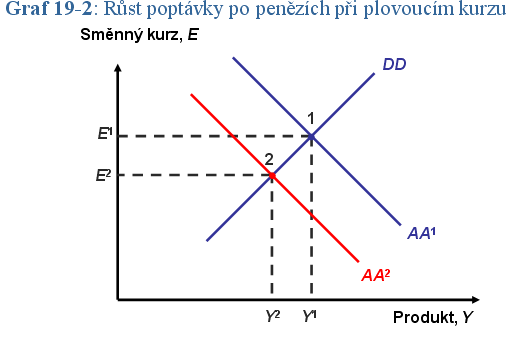 Graf 19-2: Růst poptávky po penězích při plovoucím kurzu
Směnný kurz, E
DD
1
E¹
2
E²
AA¹
AA²
Y² Y¹ Produkt, Y